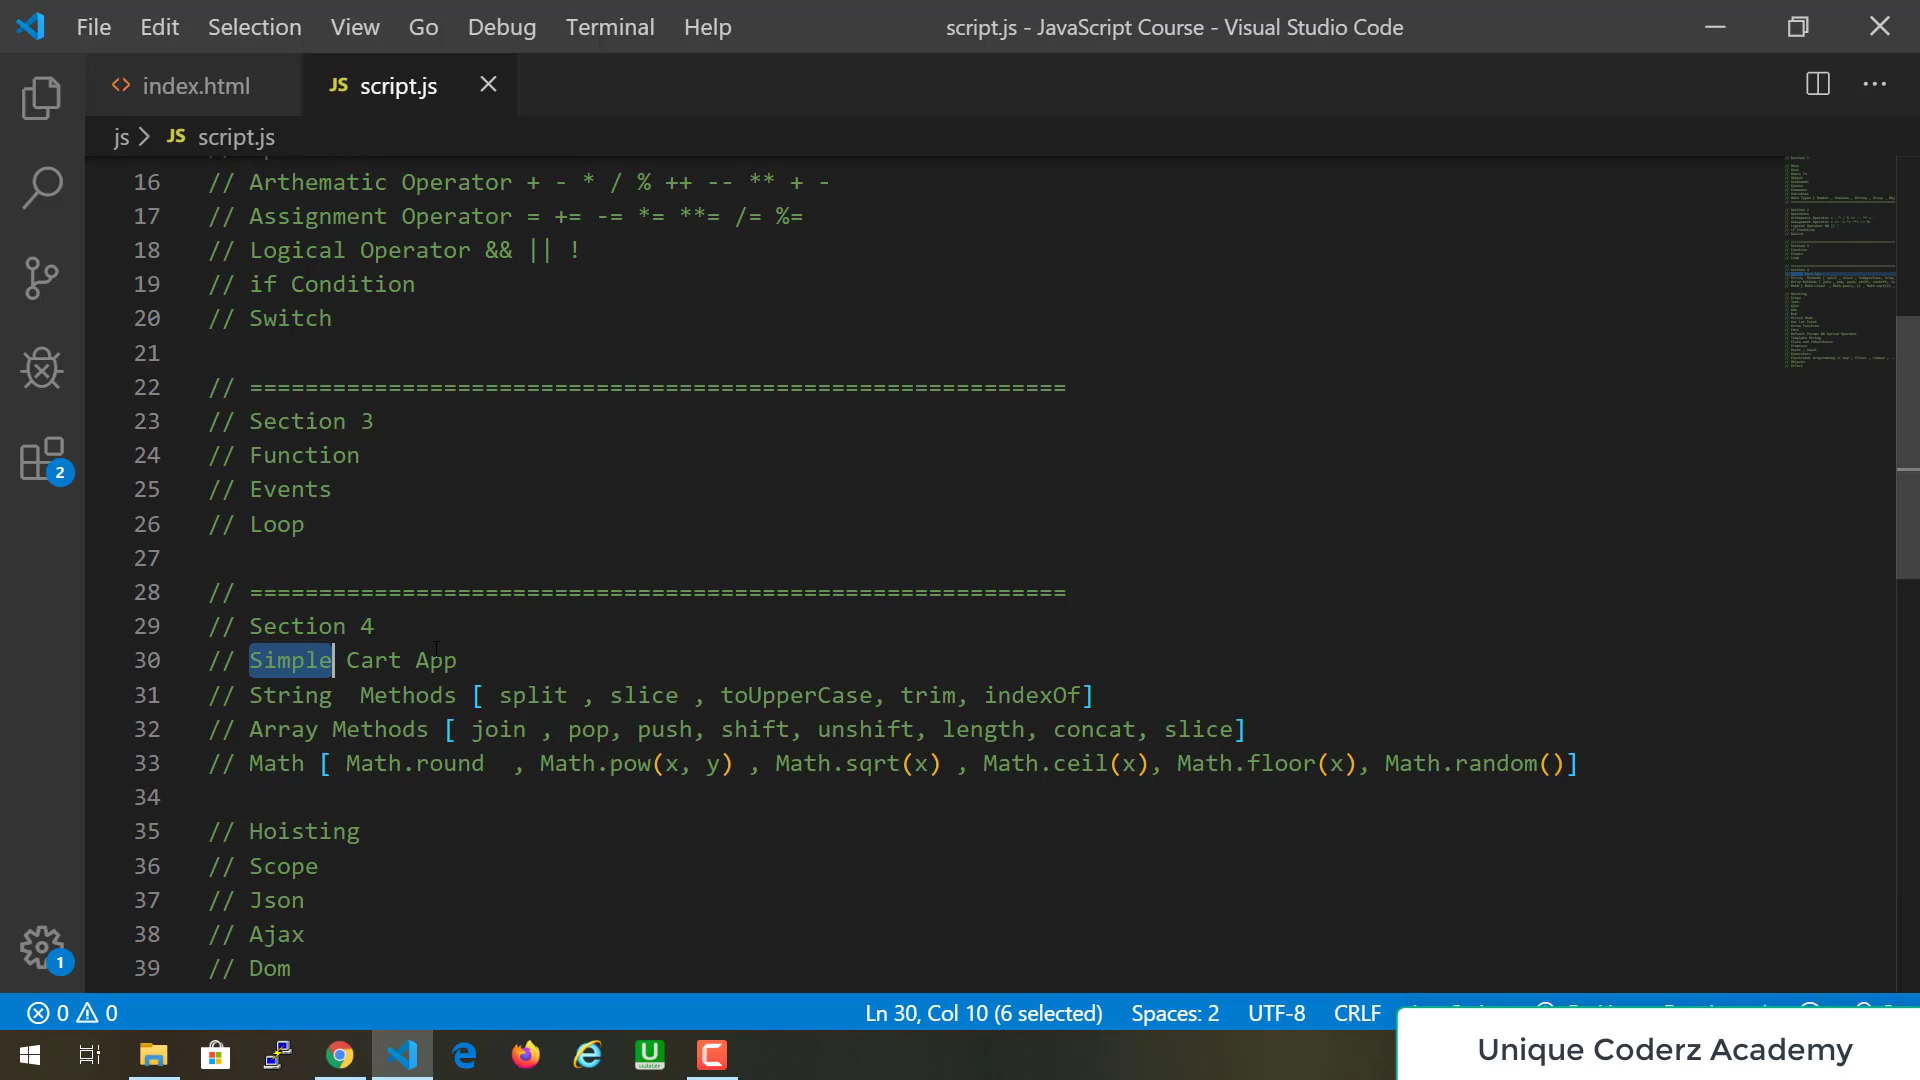 File Edit Selection View Go Debug Terminal Help script.js - JavaScript Course - Visual Studio Code
index.html JS script.js
js > JS script.js
16 // Arthematic Operator + - * / % ++ -- ** + -
17 // Assignment Operator = += -= *= **= /= %=
18 // Logical Operator && || !
19 // if Condition
20 // Switch
21
22 // ===========================================================
23 // Section 3
24 // Function
25 // Events
26 // Loop
27
28 // ===========================================================
29 // Section 4
30 // Simple Cart App
31 // String  Methods [ split , slice , toUpperCase, trim, indexOf]
32 // Array Methods [ join , pop, push, shift, unshift, length, concat, slice]
33 // Math [ Math.round  , Math.pow(x, y) , Math.sqrt(x) , Math.ceil(x), Math.floor(x), Math.random()]
34
35 // Hoisting
36 // Scope
37 // Json
38 // Ajax
39 // Dom
2
1
0 0 Ln 30, Col 10 (6 selected) Spaces: 2 UTF-8 CRLF
Unique Coderz Academy